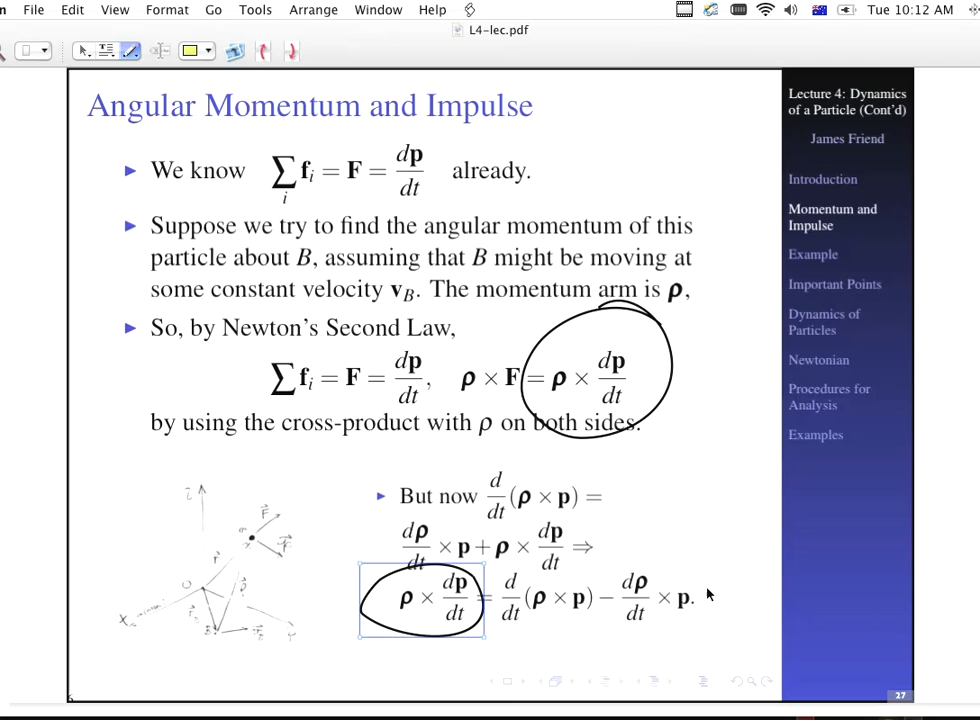 File Edit View Format Go Tools Arrange Window Help Tue 10:12 AM
L4-lec.pdf
Angular Momentum and Impulse
▶ We know ∑_i f_i = F = dp/dt already.
▶ Suppose we try to find the angular momentum of this
particle about B, assuming that B might be moving at
some constant velocity v_B. The momentum arm is ρ,
▶ So, by Newton's Second Law,
∑ f_i = F = dp/dt, ρ × F = ρ × dp/dt
by using the cross-product with ρ on both sides.
▶ But now d/dt (ρ × p) =
dρ/dt × p + ρ × dp/dt ⇒
ρ × dp/dt = d/dt (ρ × p) − dρ/dt × p.
Lecture 4: Dynamics
of a Particle (Cont'd)
James Friend
Introduction
Momentum and
Impulse
Example
Important Points
Dynamics of
Particles
Newtonian
Procedures for
Analysis
Examples
27